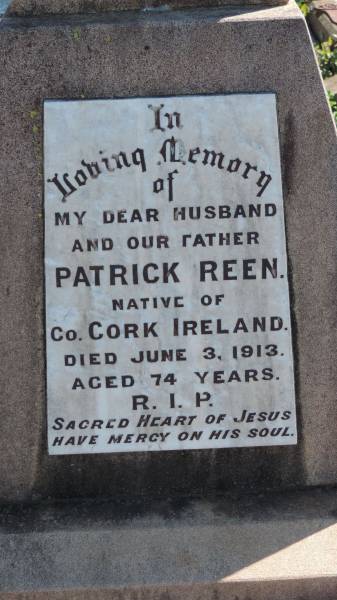 In
Loving Memory
of
MY DEAR HUSBAND
AND OUR FATHER
PATRICK REEN.
NATIVE OF
Co. CORK IRELAND.
DIED JUNE 3, 1913.
AGED 74 YEARS.
R. I. P.
SACRED HEART OF JESUS
HAVE MERCY ON HIS SOUL.